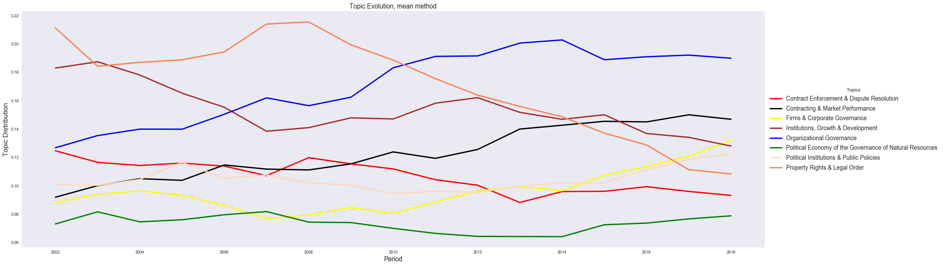 Topic Evolution, mean method
0.22
0.20
0.18
0.16
0.14
0.12
0.10
0.08
0.06
Topic Distribution
2002
2004
2006
2008
2010
2012
2014
2016
2018
Period
Topics
Contract Enforcement & Dispute Resolution
Contracting & Market Performance
Firms & Corporate Governance
Institutions, Growth & Development
Organizational Governance
Political Economy of the Governance of Natural Resources
Political Institutions & Public Policies
Property Rights & Legal Order